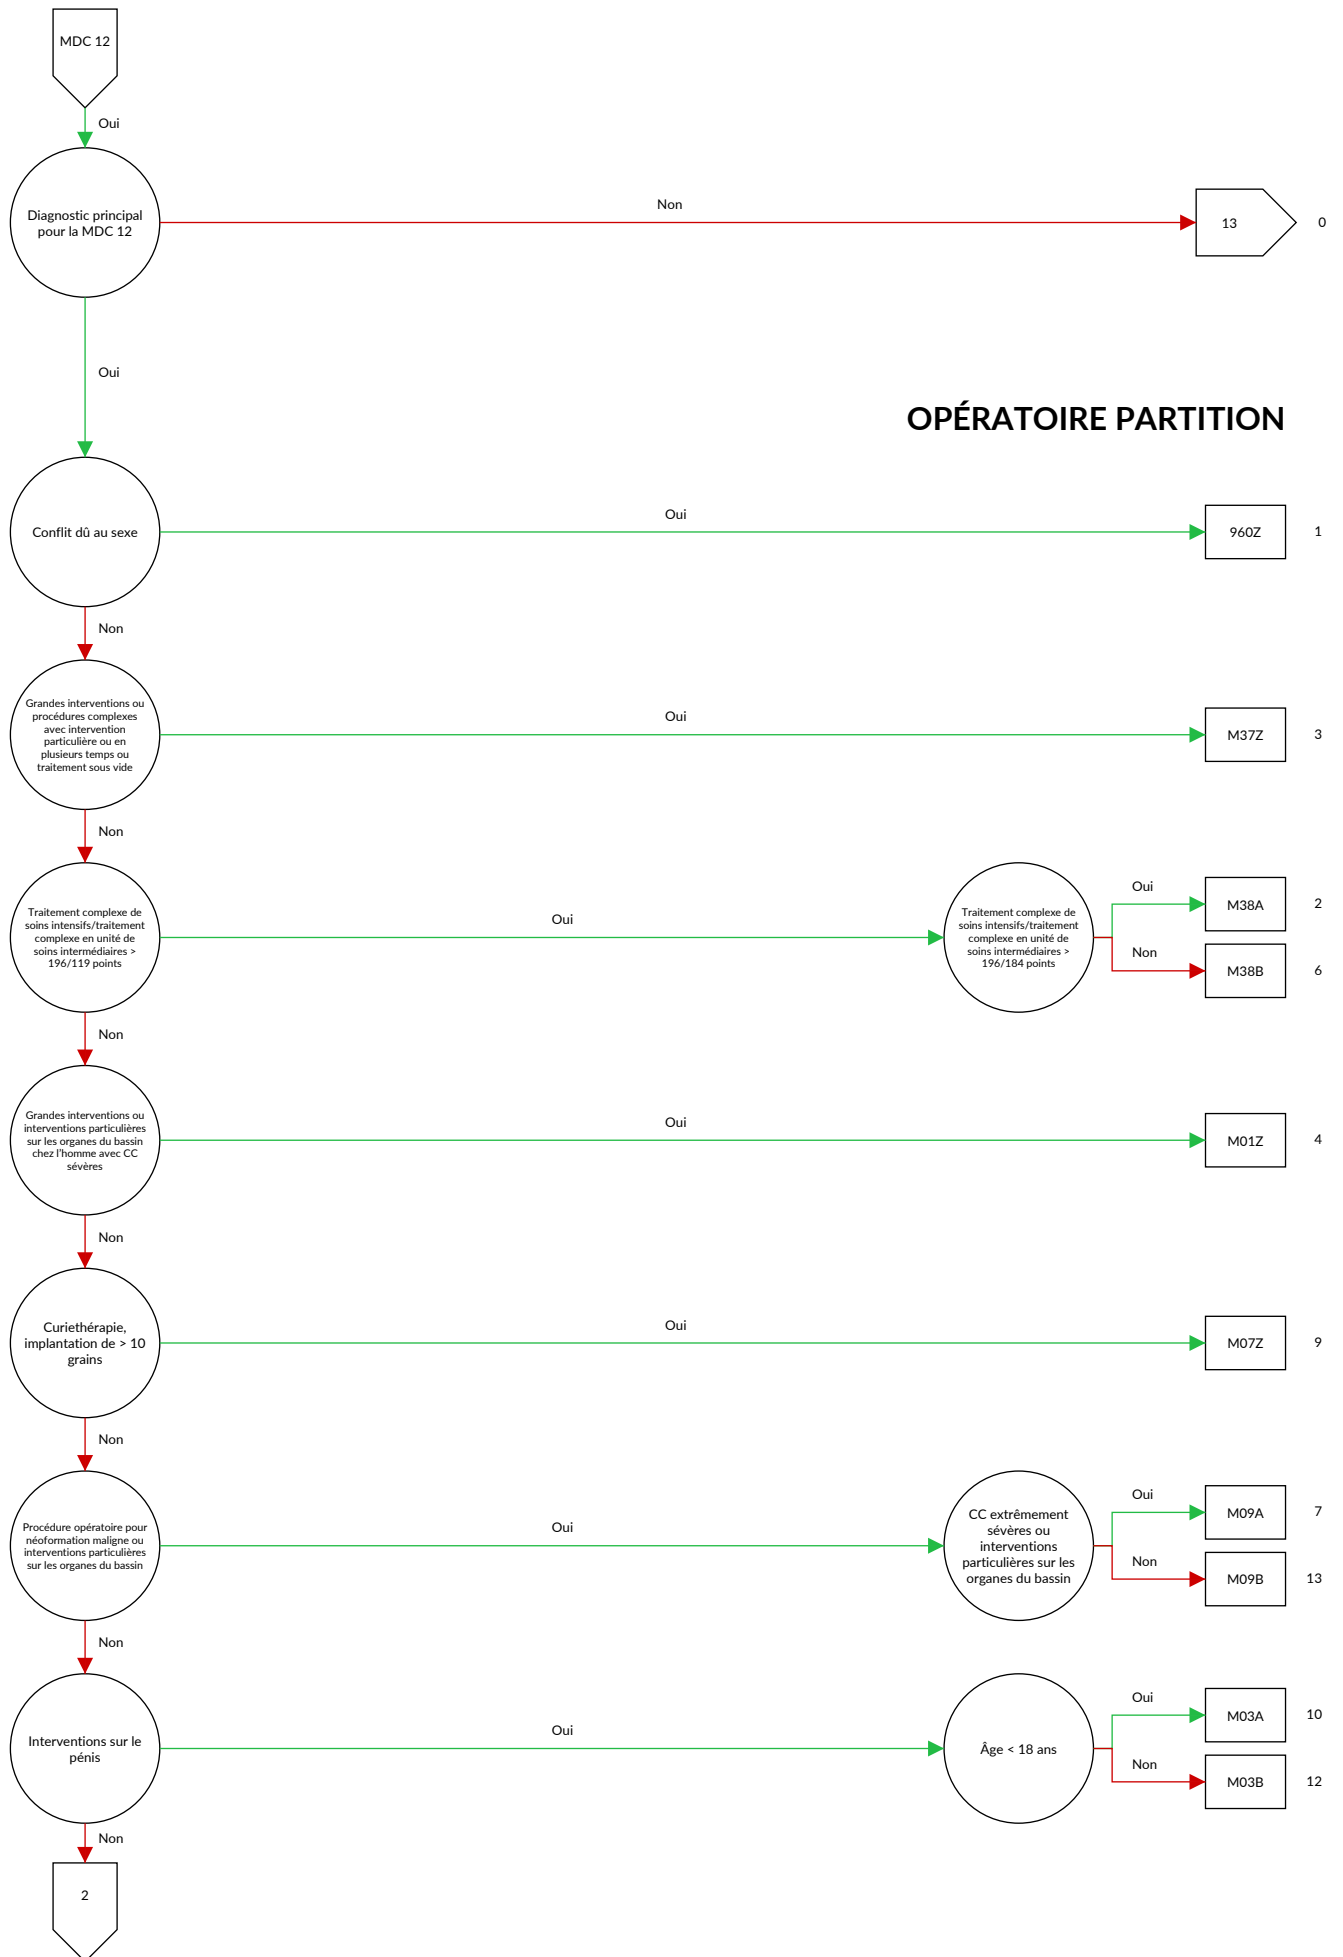 MDC 12
Oui
Diagnostic principal
pour la MDC 12
Non
13
0
Oui
OPÉRATOIRE PARTITION
Conflit dû au sexe
Oui
960Z
1
Non
Grandes interventions ou
procédures complexes
avec intervention
particulière ou en
plusieurs temps ou
traitement sous vide
Oui
M37Z
3
Non
Traitement complexe de
soins intensifs/traitement
complexe en unité de
soins intermédiaires >
196/119 points
Oui
Traitement complexe de
soins intensifs/traitement
complexe en unité de
soins intermédiaires >
196/184 points
Oui
M38A
2
Non
M38B
6
Non
Grandes interventions ou
interventions particulières
sur les organes du bassin
chez l'homme avec CC
sévères
Oui
M01Z
4
Non
Curiethérapie,
implantation de > 10
grains
Oui
M07Z
9
Non
Procédure opératoire pour
néoformation maligne ou
interventions particulières
sur les organes du bassin
Oui
CC extrêmement
sévères ou
interventions
particulières sur les
organes du bassin
Oui
M09A
7
Non
M09B
13
Non
Interventions sur le
pénis
Oui
Âge < 18 ans
Oui
M03A
10
Non
M03B
12
Non
2